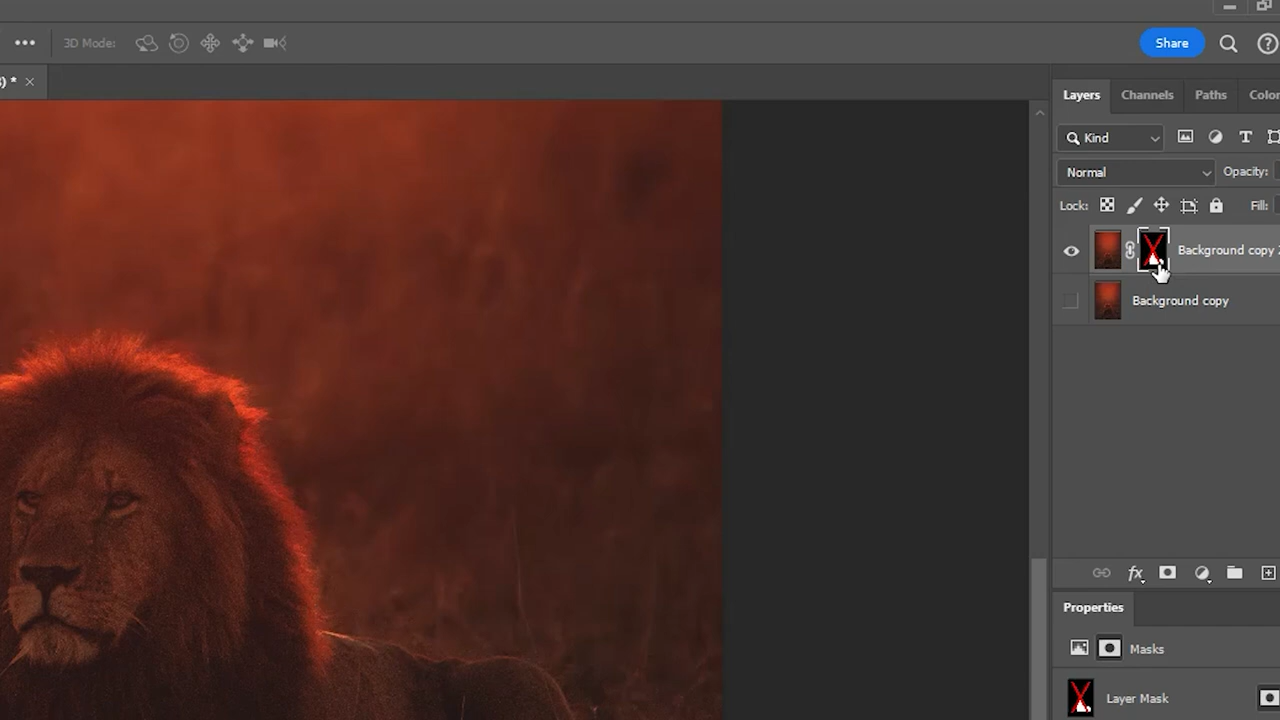 3D Mode:
Share
) *
Layers
Channels
Paths
Color
Kind
Normal
Opacity:
Lock:
Fill:
Background copy
Background copy
Properties
Masks
Layer Mask